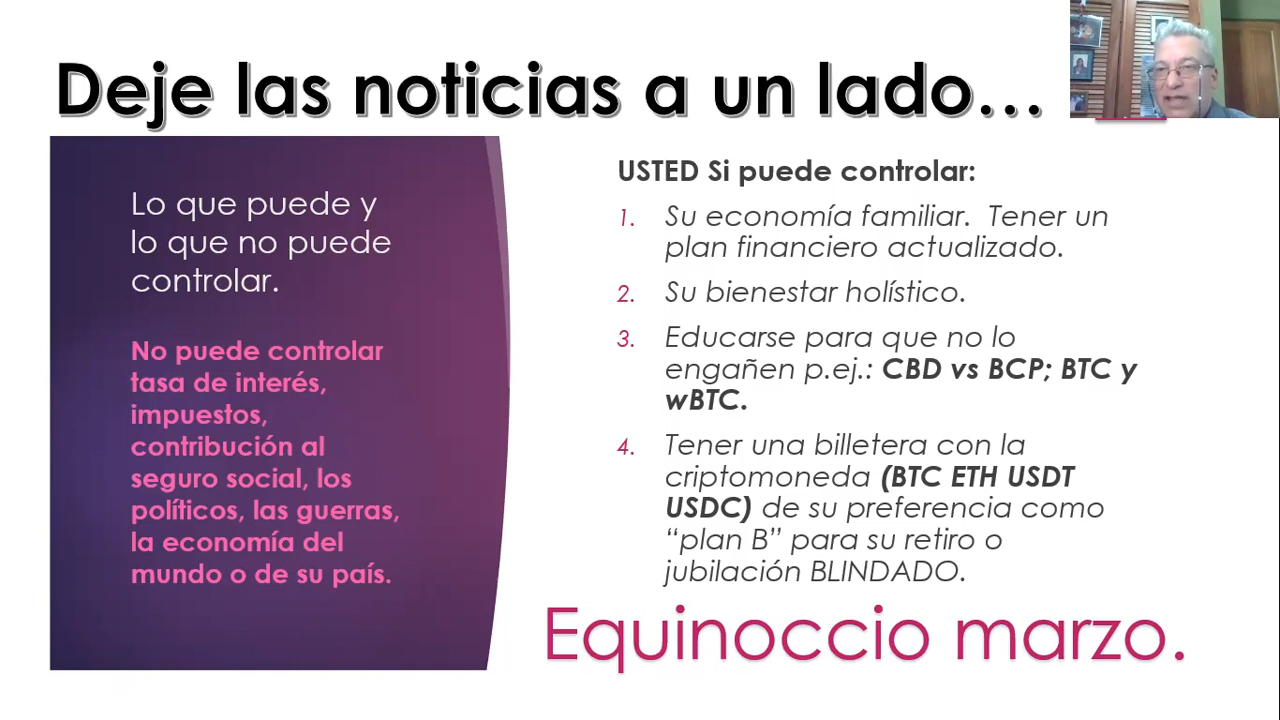 Deje las noticias a un lado...
Lo que puede y
lo que no puede
controlar.
No puede controlar
tasa de interés,
impuestos,
contribución al
seguro social, los
políticos, las guerras,
la economía del
mundo o de su país.
USTED Si puede controlar:
1. Su economía familiar. Tener un
plan financiero actualizado.
2. Su bienestar holístico.
3. Educarse para que no lo
engañen p.ej.: CBD vs BCP; BTC y
wBTC.
4. Tener una billetera con la
criptomoneda (BTC ETH USDT
USDC) de su preferencia como
“plan B” para su retiro o
jubilación BLINDADO.
Equinoccio marzo.